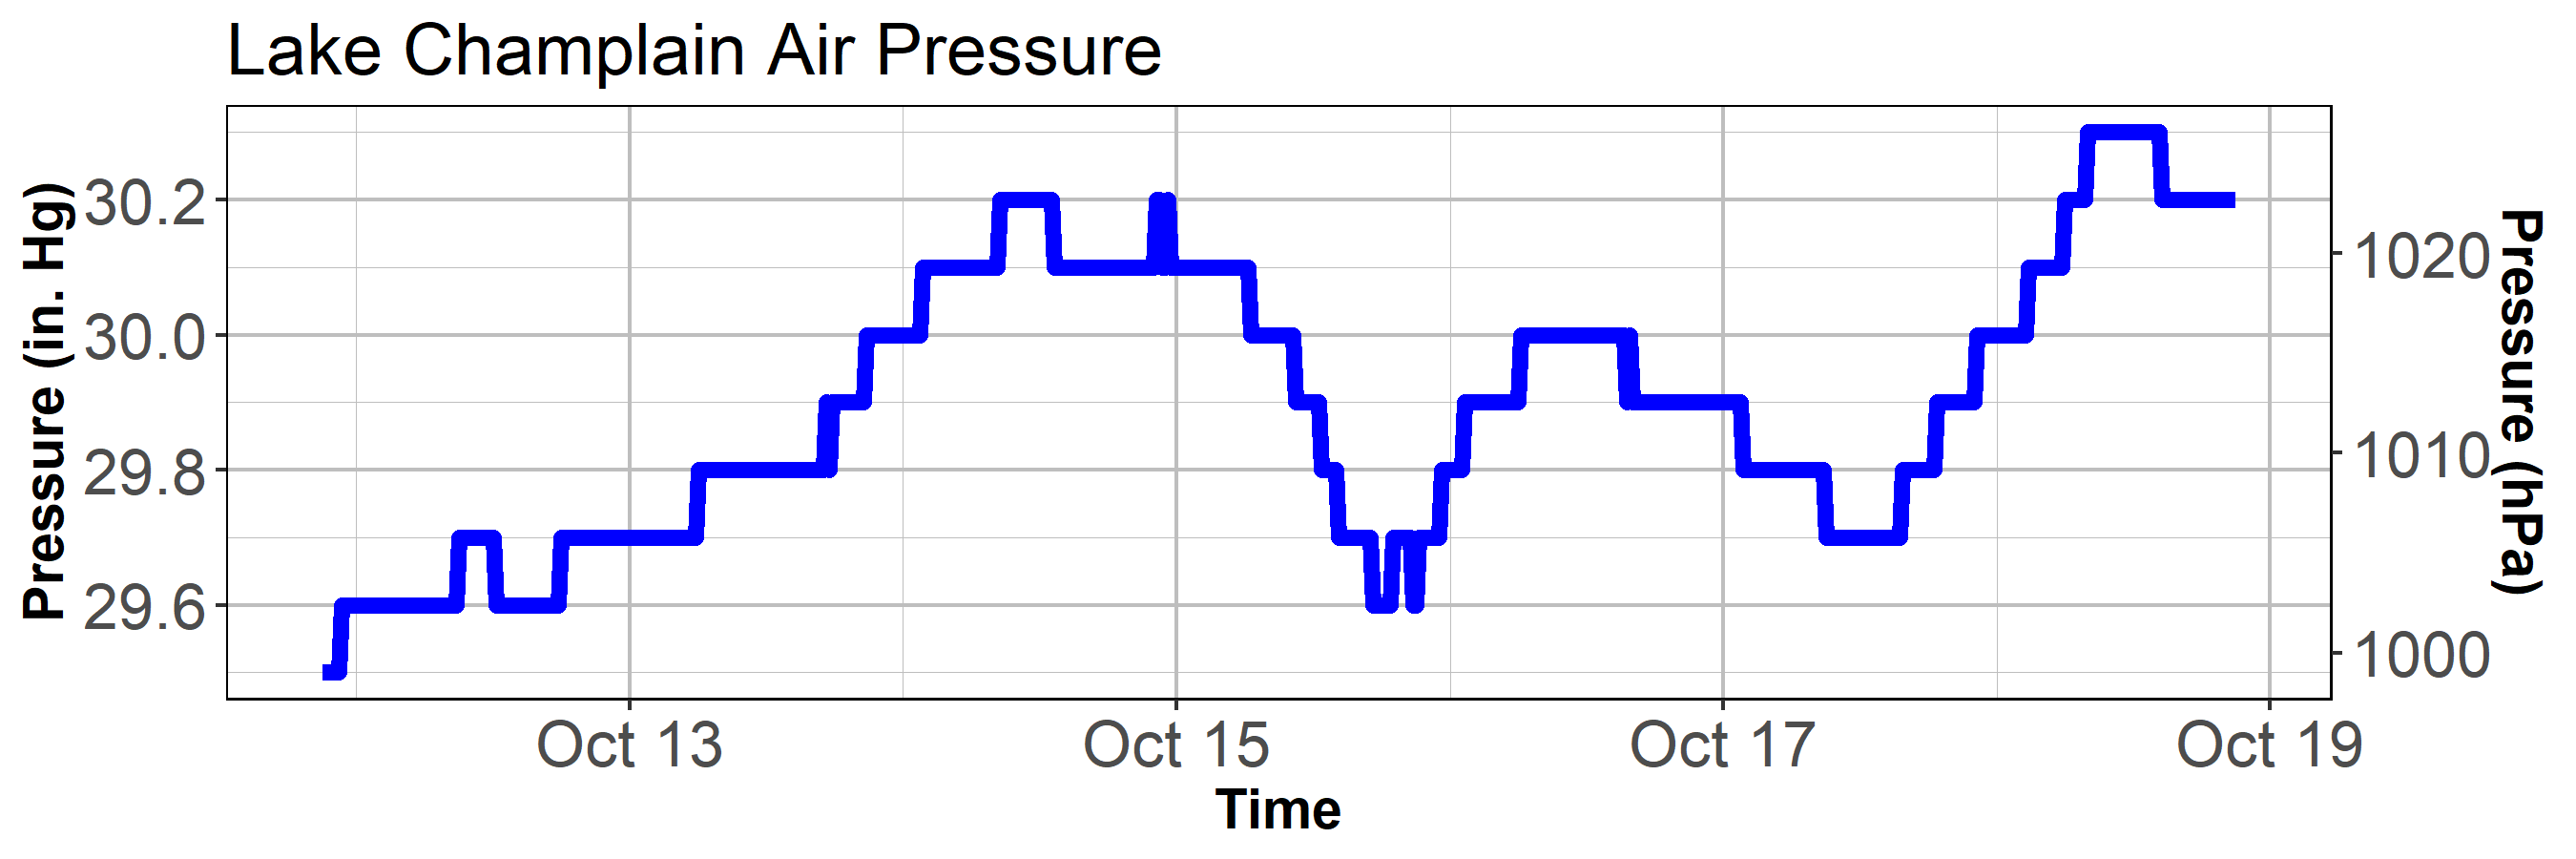 Lake Champlain Air Pressure
Pressure (in. Hg)
30.2
30.0
29.8
29.6
1020
1010
1000
Pressure (hPa)
Oct 13 Oct 15 Oct 17 Oct 19
Time